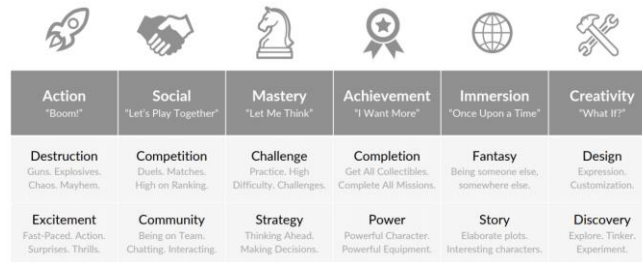 Action
"Boom!"
Social
"Let's Play Together"
Mastery
"Let Me Think"
Achievement
"I Want More"
Immersion
"Once Upon a Time"
Creativity
"What If?"
Destruction
Guns. Explosives.
Chaos. Mayhem.
Competition
Duels. Matches.
High on Ranking.
Challenge
Practice. High
Difficulty. Challenges.
Completion
Get All Collectibles.
Complete All Missions.
Fantasy
Being someone else,
somewhere else.
Design
Expression.
Customization.
Excitement
Fast-Paced. Action.
Surprises. Thrills.
Community
Being on Team.
Chatting. Interacting.
Strategy
Thinking Ahead.
Making Decisions.
Power
Powerful Character.
Powerful Equipment.
Story
Elaborate plots.
Interesting characters.
Discovery
Explore. Tinker.
Experiment.